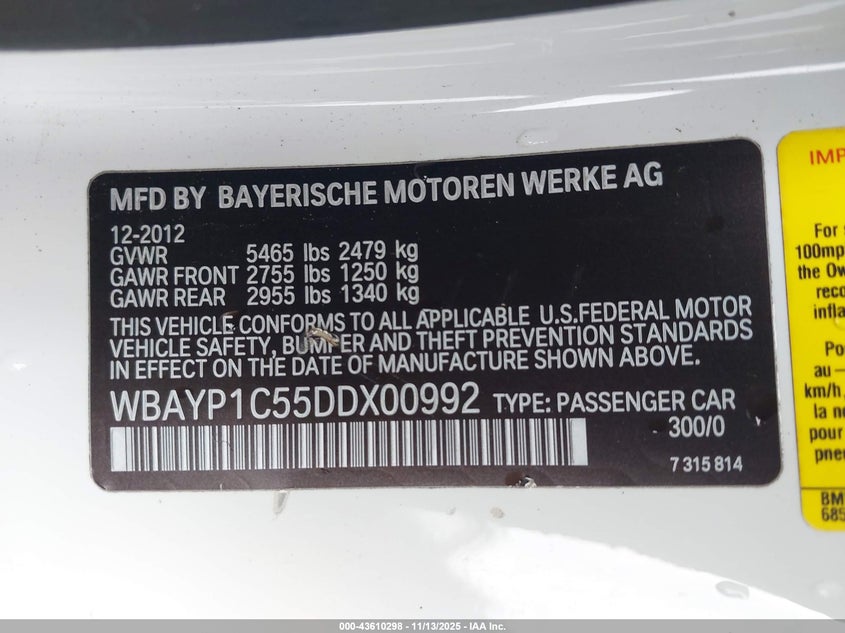 MFD BY BAYERISCHE MOTOREN WERKE AG
12-2012
GVWR 5465 lbs 2479 kg
GAWR FRONT 2755 lbs 1250 kg
GAWR REAR 2955 lbs 1340 kg
THIS VEHICLE CONFORMS TO ALL APPLICABLE U.S.FEDERAL MOTOR
VEHICLE SAFETY, BUMPER AND THEFT PREVENTION STANDARDS
IN EFFECT ON THE DATE OF MANUFACTURE SHOWN ABOVE.
WBAYP1C55DDX00992 TYPE: PASSENGER CAR
300/0
7 315 814
IMP
For
100mp
the Ow
reco
infla
Po
au —
km/h,
la n
pour
pne
BM
685
000-43610298 - 11/13/2025 - IAA Inc.